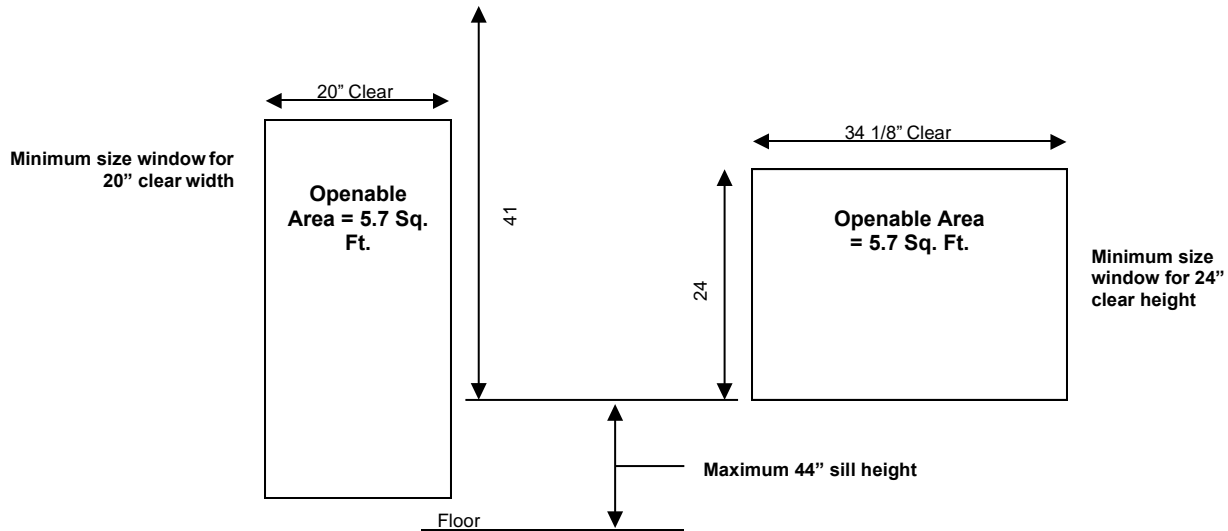 20” Clear
Minimum size window for
20” clear width
Openable
Area = 5.7 Sq.
Ft.
41
34 1/8” Clear
Openable Area
= 5.7 Sq. Ft.
24
Minimum size
window for 24”
clear height
Maximum 44” sill height
Floor